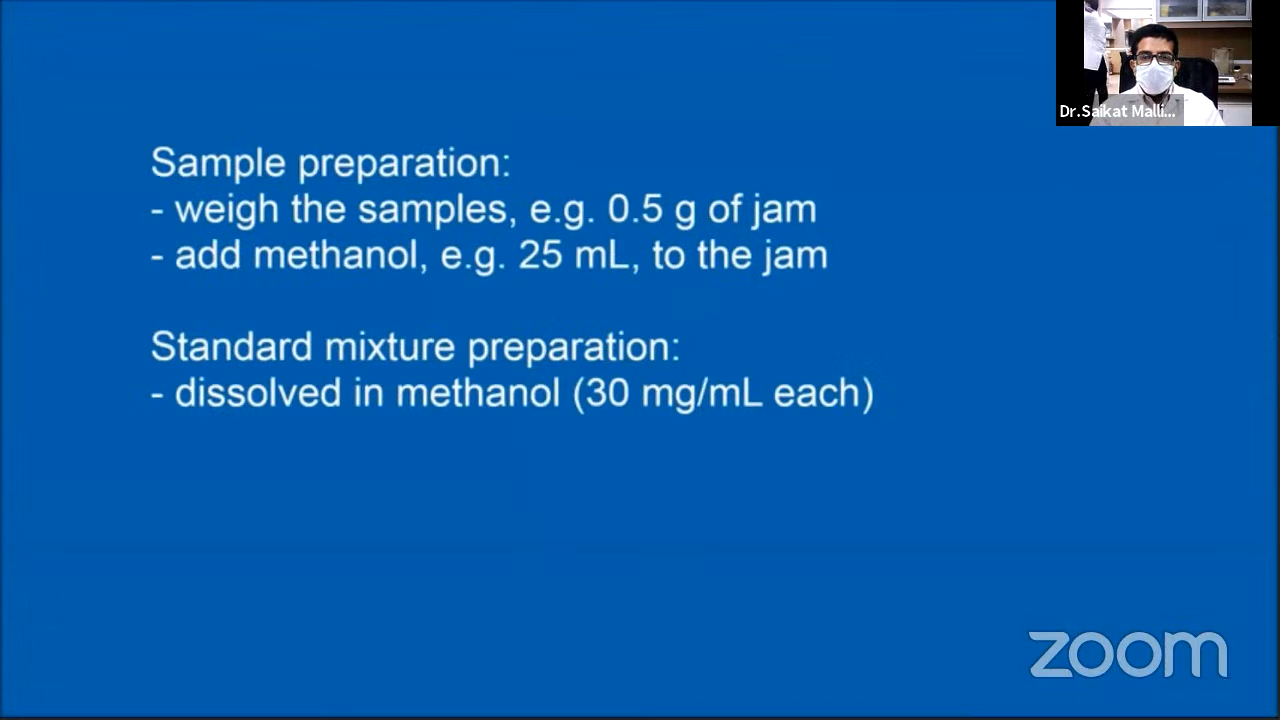 Dr.Saikat Malli...
Sample preparation:
- weigh the samples, e.g. 0.5 g of jam
- add methanol, e.g. 25 mL, to the jam
Standard mixture preparation:
- dissolved in methanol (30 mg/mL each)
zoom